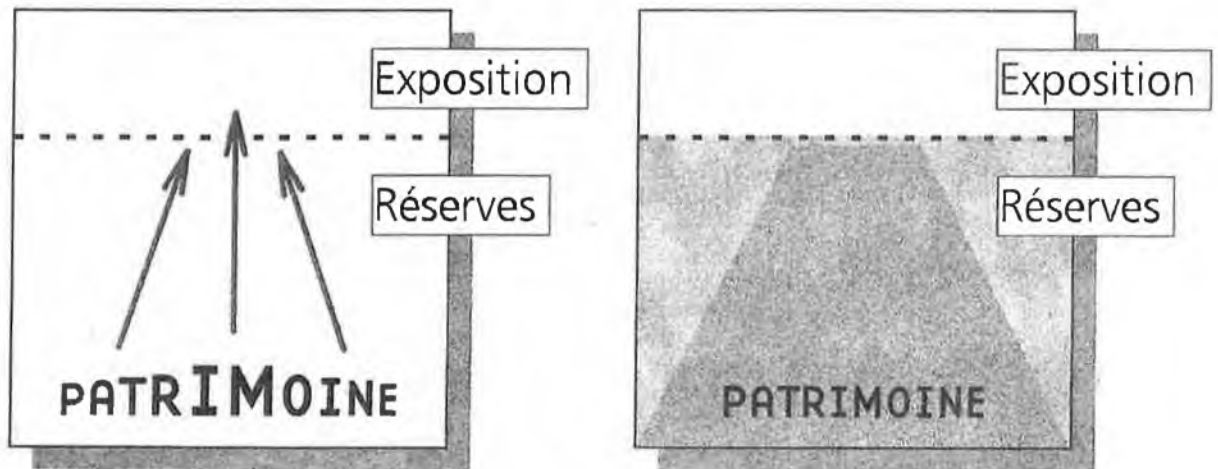 Exposition
Réserves
PATRIMOINE
Exposition
Réserves
PATRIMOINE